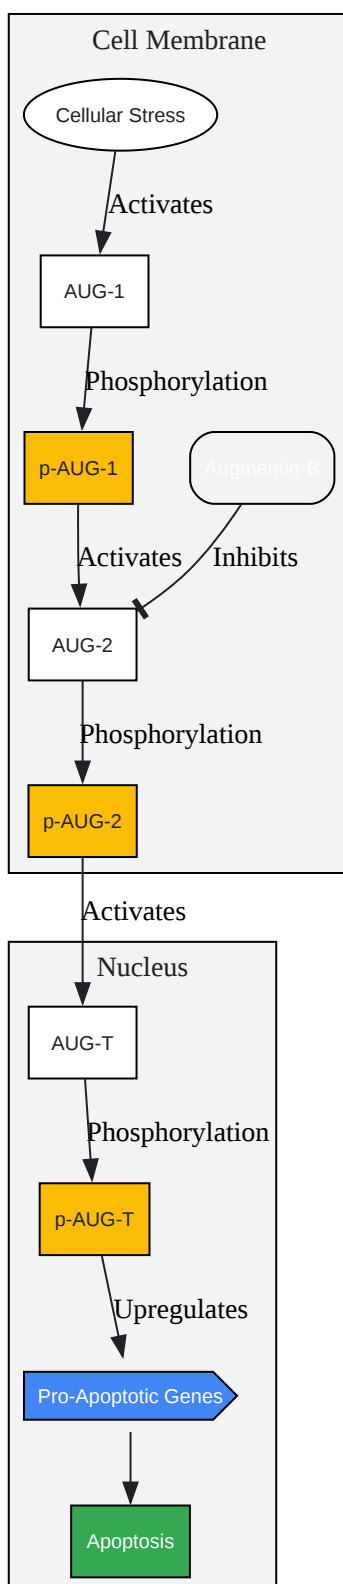 Cell Membrane
Cellular Stress
Activates
AUG-1
Phosphorylation
p-AUG-1
Augmentin-B
Activates
Inhibits
AUG-2
Phosphorylation
p-AUG-2
Activates
Nucleus
AUG-T
Phosphorylation
p-AUG-T
Upregulates
Pro-Apoptotic Genes
Apoptosis